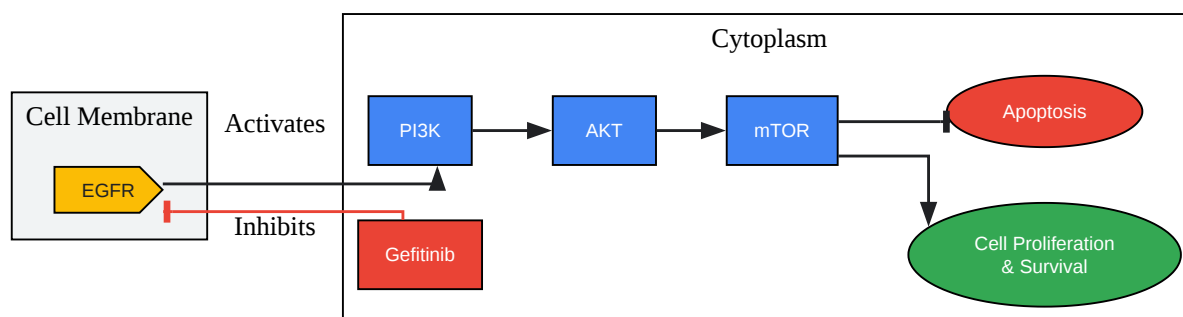 Cytoplasm
Cell Membrane
Activates
PI3K
AKT
mTOR
Apoptosis
EGFR
Inhibits
Gefitinib
Cell Proliferation
& Survival